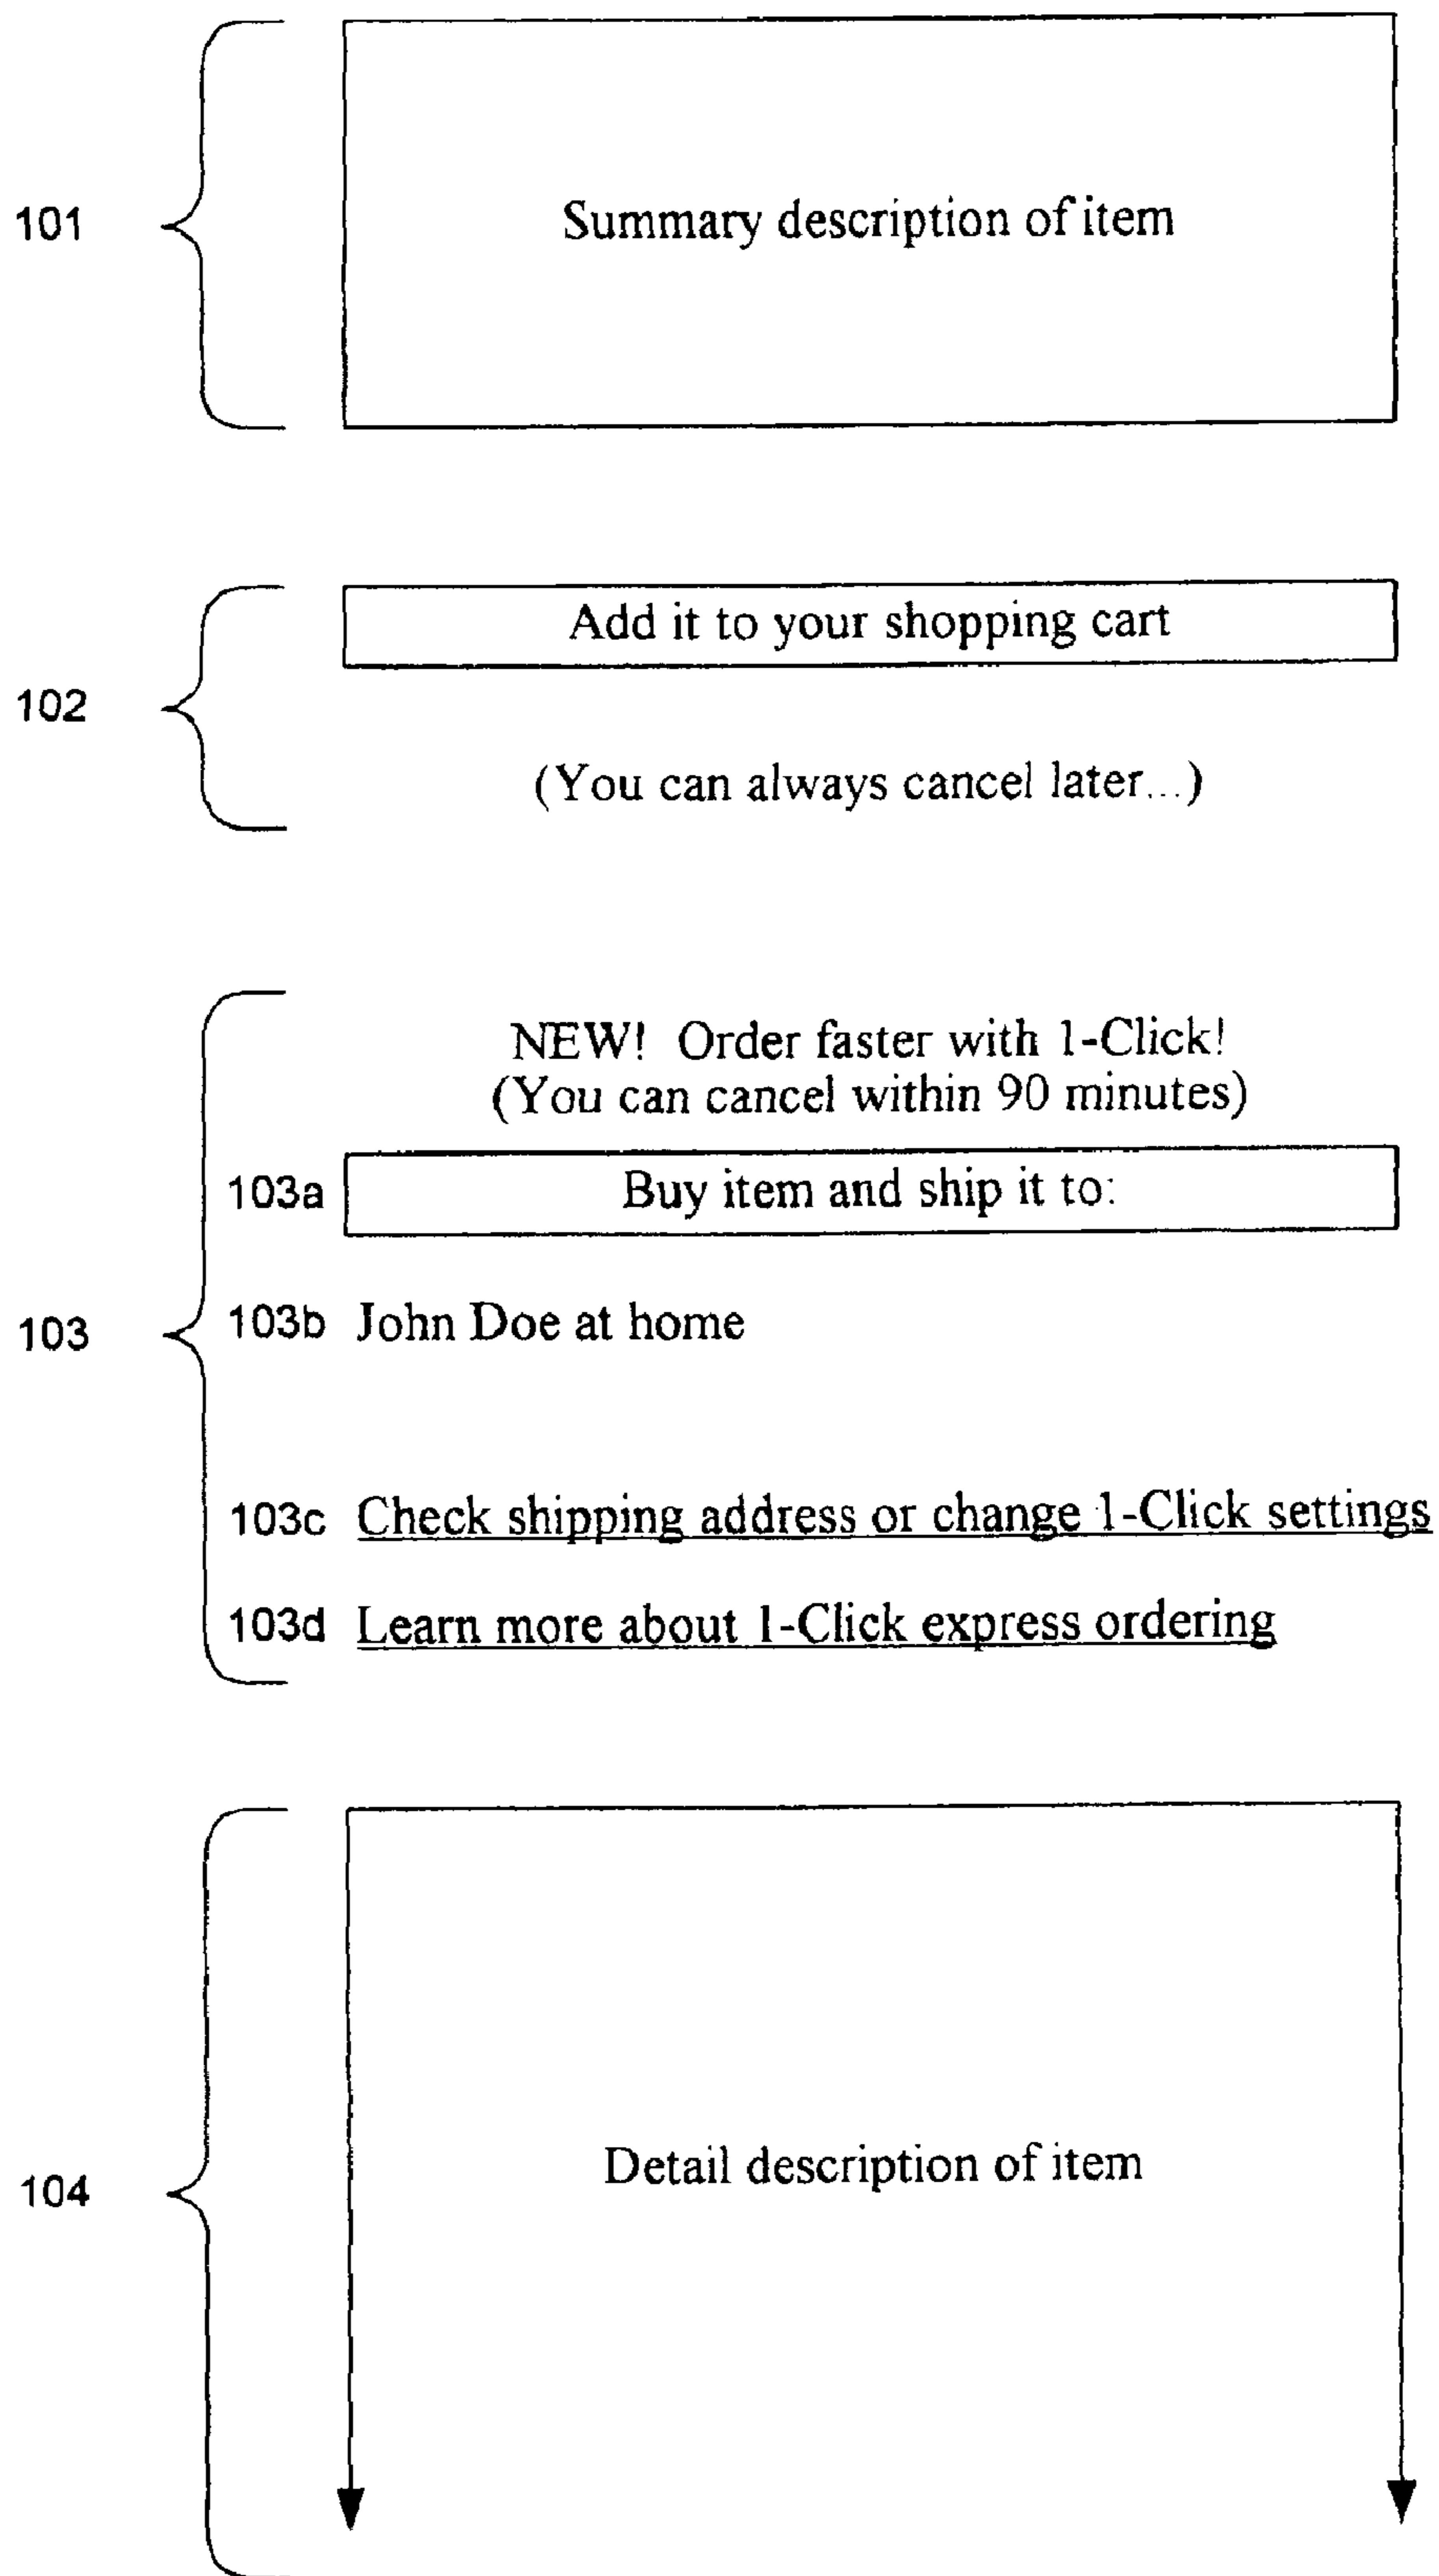 101
Summary description of item
102
Add it to your shopping cart
(You can always cancel later...)
103
NEW! Order faster with 1-Click!
(You can cancel within 90 minutes)
103a Buy item and ship it to:
103b John Doe at home
103c Check shipping address or change 1-Click settings
103d Learn more about 1-Click express ordering
104
Detail description of item